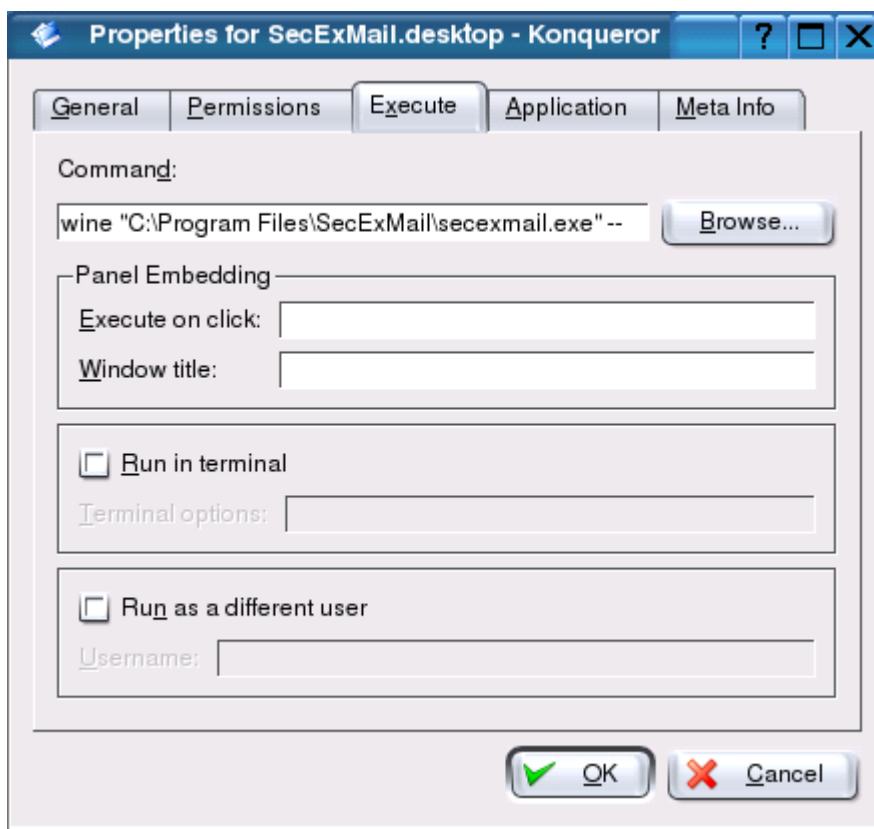 Properties for SecExMail.desktop - Konqueror ?
General Permissions Execute Application Meta Info
Command:
wine "C:\Program Files\SecExMail\secexmail.exe" -- Browse...
Panel Embedding
Execute on click:
Window title:
Run in terminal
Terminal options:
Run as a different user
Username:
OK Cancel